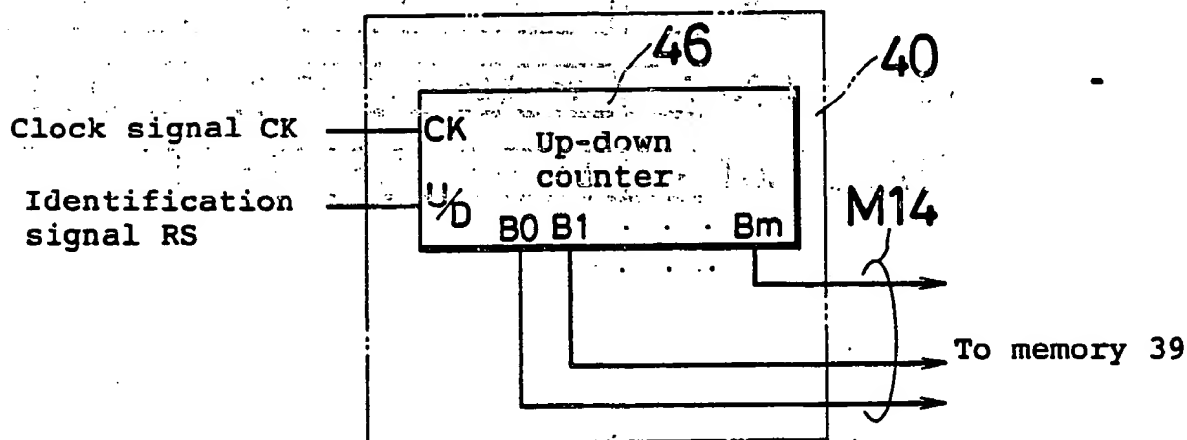 46
40
Clock signal CK
CK
Up-down
counter
Identification
signal RS
U/D
B0 B1 . . . Bm
M14
To memory 39